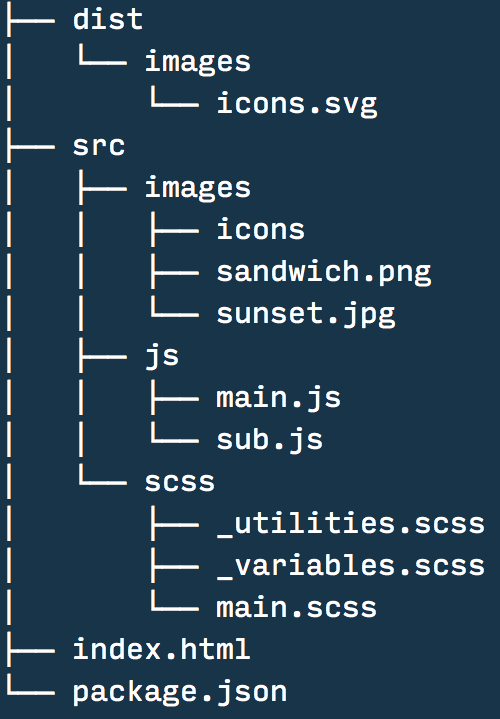 ├── dist
│   └── images
│       └── icons.svg
├── src
│   ├── images
│   │   ├── icons
│   │   ├── sandwich.png
│   │   └── sunset.jpg
│   ├── js
│   │   ├── main.js
│   │   └── sub.js
│   └── scss
│       ├── _utilities.scss
│       ├── _variables.scss
│       └── main.scss
├── index.html
└── package.json